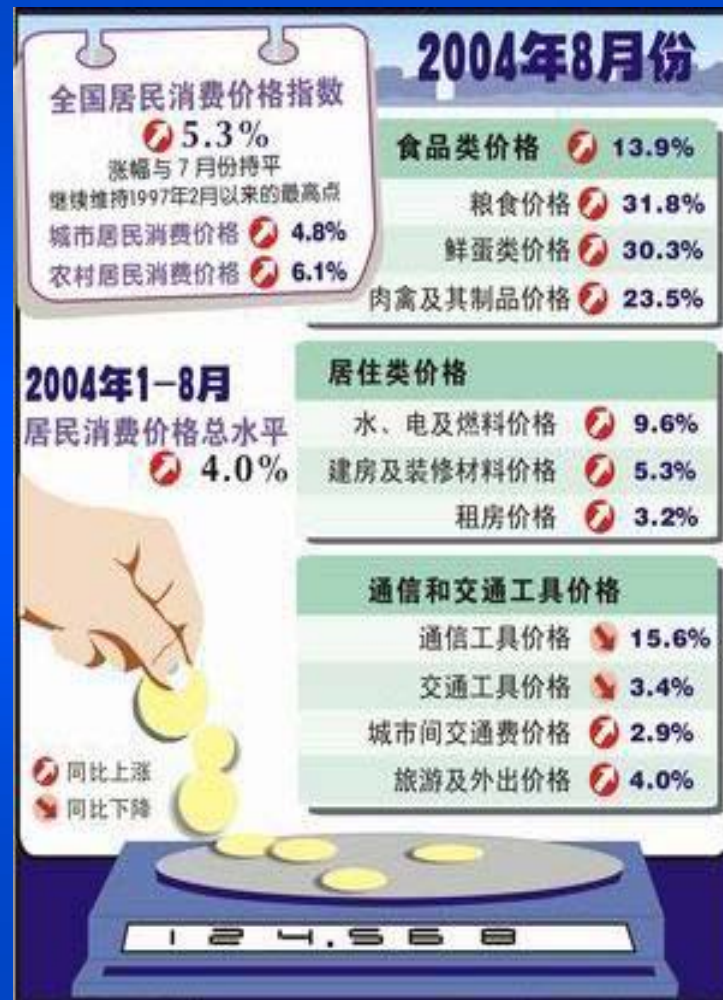 2004年8月份
全国居民消费价格指数
5.3%
涨幅与7月份持平
继续维持1997年2月以来的最高点
城市居民消费价格 4.8%
农村居民消费价格 6.1%
食品类价格 13.9%
粮食价格 31.8%
鲜蛋类价格 30.3%
肉禽及其制品价格 23.5%
2004年1-8月
居民消费价格总水平
4.0%
居住类价格
水、电及燃料价格 9.6%
建房及装修材料价格 5.3%
租房价格 3.2%
通信和交通工具价格
通信工具价格 15.6%
交通工具价格 3.4%
城市间交通费价格 2.9%
旅游及外出价格 4.0%
同比上涨
同比下降
124.568